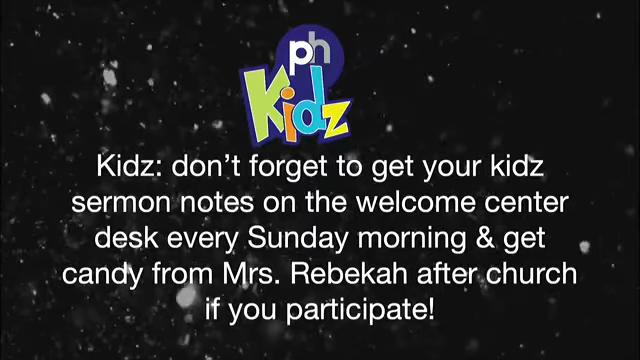 ph
Kidz
Kidz: don't forget to get your kidz
sermon notes on the welcome center
desk every Sunday morning & get
candy from Mrs. Rebekah after church
if you participate!